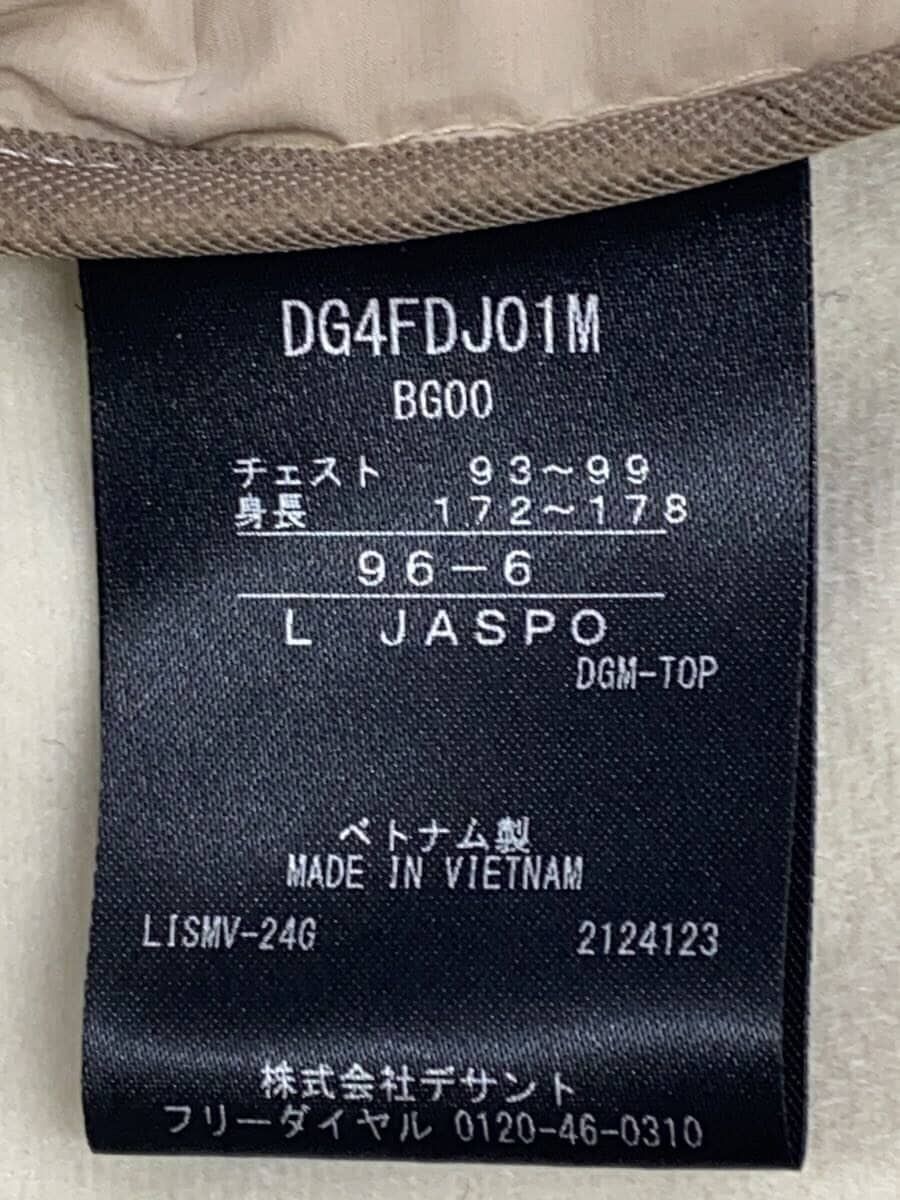 DG4FDJ01M
BG00
チェスト 93～99
身長 172～178
96-6
L JASPO
DGM-TOP
ベトナム製
MADE IN VIETNAM
LISMV-24G 2124123
株式会社デサント
フリーダイヤル 0120-46-0310